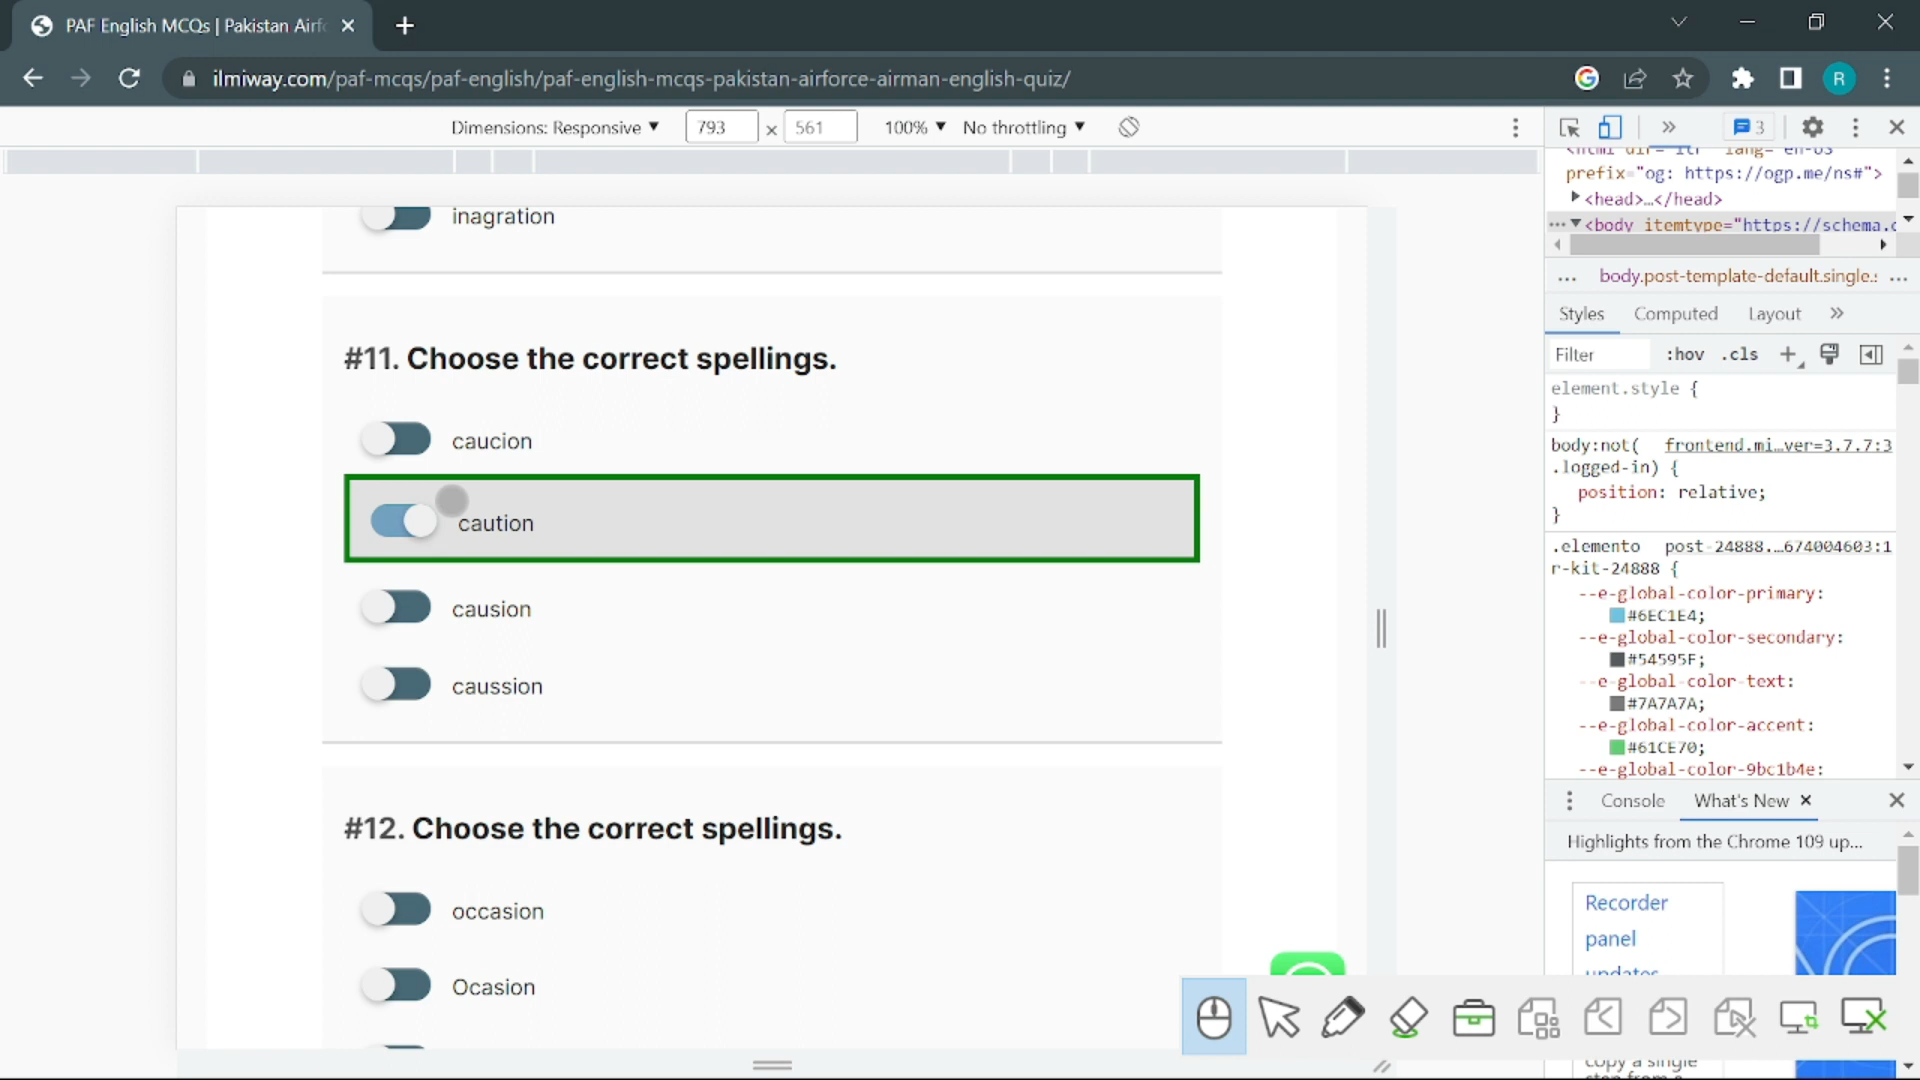 PAF English MCQs | Pakistan Airf
ilmiway.com/paf-mcqs/paf-english/paf-english-mcqs-pakistan-airforce-airman-english-quiz/
R
Dimensions: Responsive ▼ 793 x 561 100% ▼ No throttling ▼
3
prefix="og: https://ogp.me/ns#">
<head>…</head>
<body itemtype="https://schema.c
... body.post-template-default.single.s ...
Styles Computed Layout
Filter :hov .cls
element.style {
}
body:not( frontend.mi…ver=3.7.7:3
.logged-in) {
position: relative;
}
.elemento post-24888.…674004603:1
r-kit-24888 {
--e-global-color-primary:
#6EC1E4;
--e-global-color-secondary:
#54595F;
--e-global-color-text:
#7A7A7A;
--e-global-color-accent:
#61CE70;
--e-global-color-9bc1b4e:
Console What's New
Highlights from the Chrome 109 up...
Recorder
panel
updates
copy a single
inagration
#11. Choose the correct spellings.
caucion
caution
causion
caussion
#12. Choose the correct spellings.
occasion
Ocasion